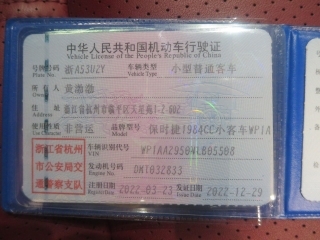 中华人民共和国机动车行驶证
Vehicle License of the People's Republic of China
号牌号码 浙A53UZY 车辆类型 小型普通客车
Plate No. Vehicle Type
所有人 黄渤渤
Owner
住址 浙江省杭州市临平区天莲苑1-2-602
Address
使用性质 非营运 品牌型号 保时捷1984CC小客车WP1A
Use Character Model
浙江省杭州 车辆识别代号 WP1AA2950MLB05508
市公安局交 VIN
通警察支队 发动机号码 DMT032833
Engine No.
注册日期 2022-03-23 发证日期 2022-12-29
Register Date Issue Date